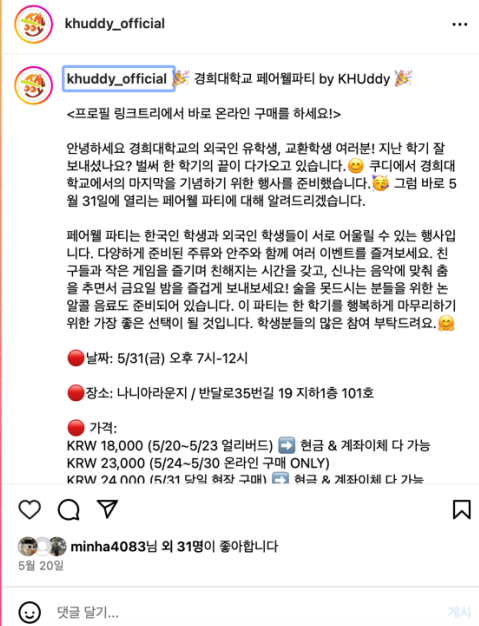 khuddy_official
khuddy_official 🎉 경희대학교 페어웰파티 by KHUddy 🎉
<프로필 링크트리에서 바로 온라인 구매를 하세요!>
안녕하세요 경희대학교의 외국인 유학생, 교환학생 여러분! 지난 학기 잘
보내셨나요? 벌써 한 학기의 끝이 다가오고 있습니다.😊 쿠디에서 경희대
학교에서의 마지막을 기념하기 위한 행사를 준비했습니다.🥳 그럼 바로 5
월 31일에 열리는 페어웰 파티에 대해 알려드리겠습니다.
페어웰 파티는 한국인 학생과 외국인 학생들이 서로 어울릴 수 있는 행사입
니다. 다양하게 준비된 주류와 안주와 함께 여러 이벤트를 즐겨보세요. 친
구들과 작은 게임을 즐기며 친해지는 시간을 갖고, 신나는 음악에 맞춰 춤
을 추면서 금요일 밤을 즐겁게 보내보세요! 술을 못드시는 분들을 위한 논
알콜 음료도 준비되어 있습니다. 이 파티는 한 학기를 행복하게 마무리하기
위한 가장 좋은 선택이 될 것입니다. 학생분들의 많은 참여 부탁드려요.🤗
🔴날짜: 5/31(금) 오후 7시-12시
🔴장소: 나니아라운지 / 반달로35번길 19 지하1층 101호
🔴 가격:
KRW 18,000 (5/20~5/23 얼리버드) ➡️ 현금 & 계좌이체 다 가능
KRW 23,000 (5/24~5/30 온라인 구매 ONLY)
KRW 24,000 (5/31 당일 현장 구매) ➡️ 현금 & 계좌이체 다 가능
minha4083님 외 31명이 좋아합니다
5월 20일
댓글 달기...
게시